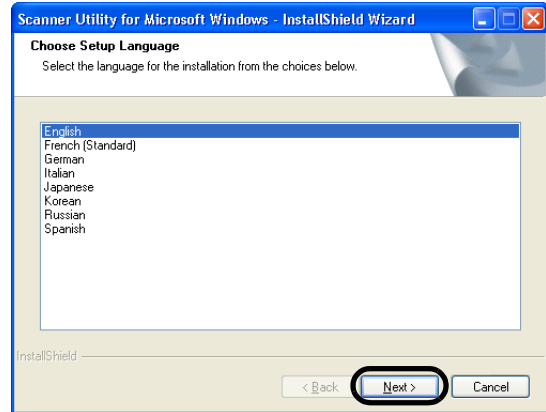 Scanner Utility for Microsoft Windows - InstallShield Wizard
Choose Setup Language
Select the language for the installation from the choices below.
English
French (Standard)
German
Italian
Japanese
Korean
Russian
Spanish
InstallShield
< Back Next > Cancel